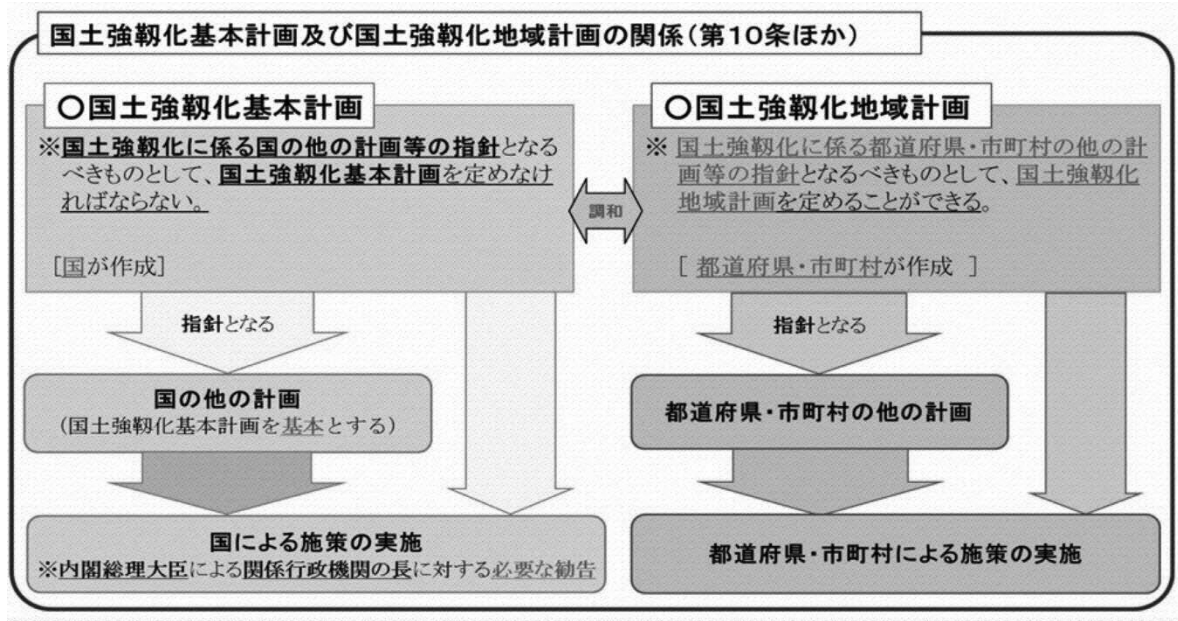 国土強靱化基本計画及び国土強靱化地域計画の関係(第10条ほか)
○国土強靱化基本計画
※国土強靱化に係る国の他の計画等の指針となる
べきものとして、国土強靱化基本計画を定めなけ
ればならない。
[国が作成]
調和
○国土強靱化地域計画
※ 国土強靱化に係る都道府県・市町村の他の計
画等の指針となるべきものとして、国土強靱化
地域計画を定めることができる。
[ 都道府県・市町村が作成 ]
指針となる
国の他の計画
(国土強靱化基本計画を基本とする)
国による施策の実施
※内閣総理大臣による関係行政機関の長に対する必要な勧告
指針となる
都道府県・市町村の他の計画
都道府県・市町村による施策の実施